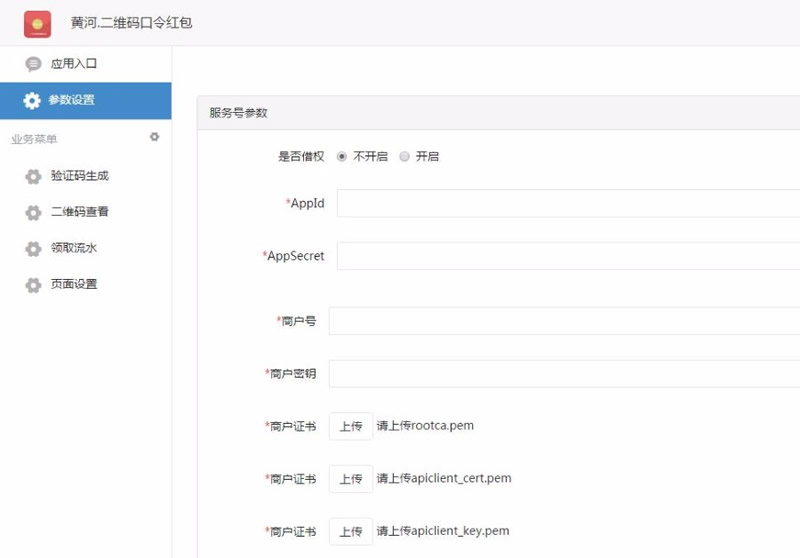 黄河.二维码口令红包
应用入口
参数设置
业务菜单
验证码生成
二维码查看
领取流水
页面设置
服务号参数
是否借权 不开启 开启
*AppId
*AppSecret
*商户号
*商户密钥
*商户证书 上传 请上传rootca.pem
*商户证书 上传 请上传apiclient_cert.pem
*商户证书 上传 请上传apiclient_key.pem